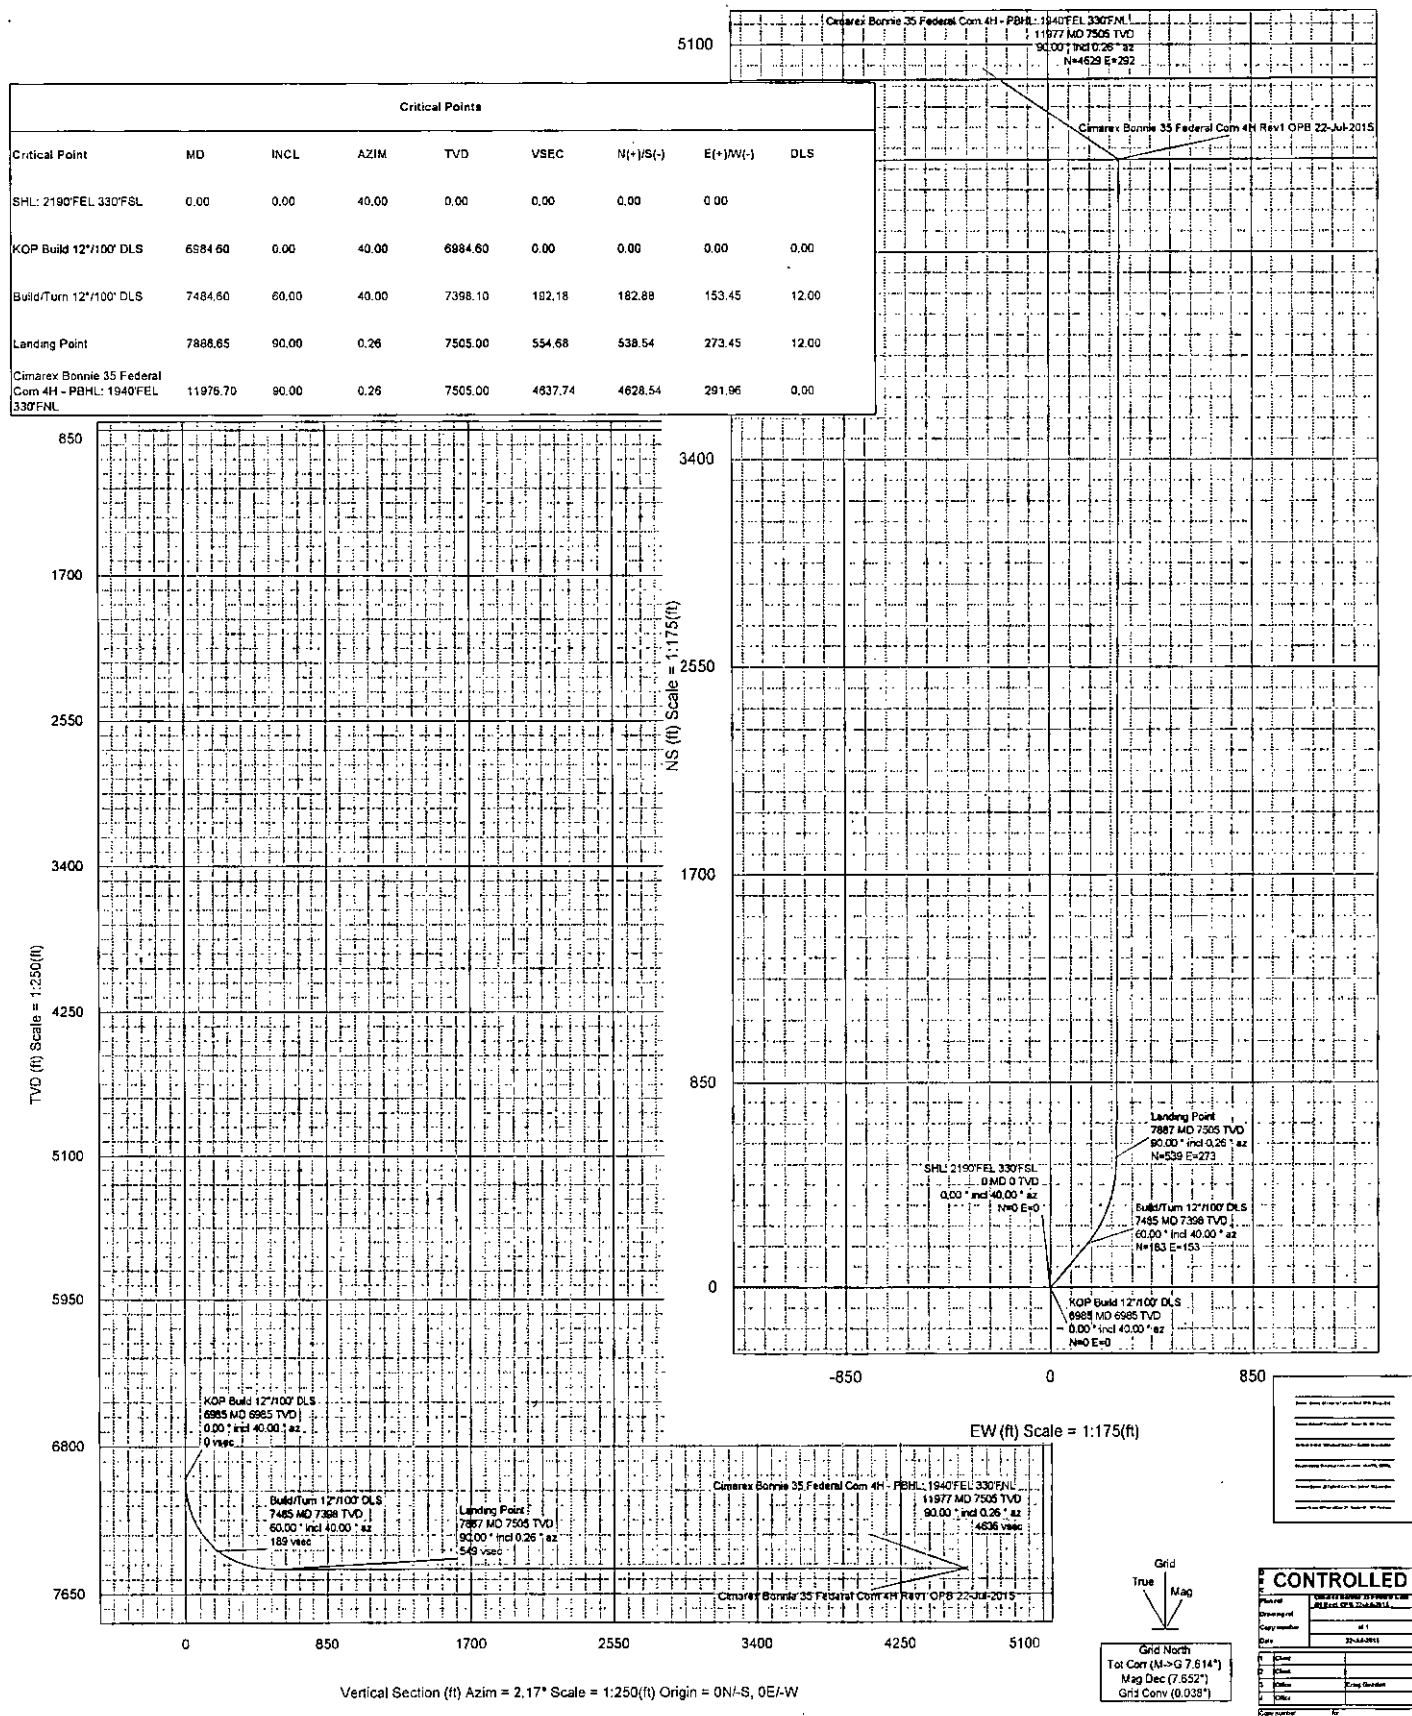 Critical Points
Critical Point MD INCL AZIM TVD VSEC N(+)/S(-) E(+)/W(-) DLS
SHL: 2190'FEL 330'FSL 0.00 0.00 40.00 0.00 0.00 0.00 0.00
KOP Build 12°/100' DLS 6984.60 0.00 40.00 6984.60 0.00 0.00 0.00 0.00
Build/Turn 12°/100' DLS 7484.60 60.00 40.00 7398.10 192.18 182.88 153.45 12.00
Landing Point 7886.65 90.00 0.26 7505.00 554.68 538.54 273.45 12.00
Cimarex Bonnie 35 Federal
Com 4H - PBHL: 1940'FEL 11976.70 90.00 0.26 7505.00 4637.74 4628.54 291.96 0.00
330'FNL
Cimarex Bonnie 35 Federal Com 4H - PBHL: 1940'FEL 330'FNL
11977 MD 7505 TVD
90.00 ° incl 0.26 ° az
N=4629 E=292
Cimarex Bonnie 35 Federal Com 4H Rev1 OPB 22-Jul-2015
5100
3400
2550
1700
850
0
NS (ft) Scale = 1:175(ft)
Landing Point
7887 MD 7505 TVD
90.00 ° incl 0.26 ° az
N=539 E=273
SHL: 2190'FEL 330'FSL
0 MD 0 TVD
0.00 ° incl 40.00 ° az
N=0 E=0
Build/Turn 12°/100' DLS
7485 MD 7398 TVD
60.00 ° incl 40.00 ° az
N=183 E=153
KOP Build 12°/100' DLS
6985 MD 6985 TVD
0.00 ° incl 40.00 ° az
N=0 E=0
-850 0 850
EW (ft) Scale = 1:175(ft)
850
1700
2550
3400
4250
5100
5950
6800
7650
TVD (ft) Scale = 1:250(ft)
KOP Build 12°/100' DLS
6985 MD 6985 TVD
0.00 ° incl 40.00 ° az
0 vsec
Build/Turn 12°/100' DLS
7485 MD 7398 TVD
60.00 ° incl 40.00 ° az
189 vsec
Landing Point
7887 MD 7505 TVD
90.00 ° incl 0.26 ° az
549 vsec
Cimarex Bonnie 35 Federal Com 4H - PBHL: 1940'FEL 330'FNL
11977 MD 7505 TVD
90.00 ° incl 0.26 ° az
4636 vsec
Cimarex Bonnie 35 Federal Com 4H Rev1 OPB 22-Jul-2015
0 850 1700 2550 3400 4250 5100
Vertical Section (ft) Azim = 2.17° Scale = 1:250(ft) Origin = 0N/-S, 0E/-W
Grid
True
Mag
Grid North
Tot Corr (M->G 7.614°)
Mag Dec (7.652°)
Grid Conv (0.038°)
CONTROLLED
Copy number
Date
Client
Client
Office
Office
Copy number for